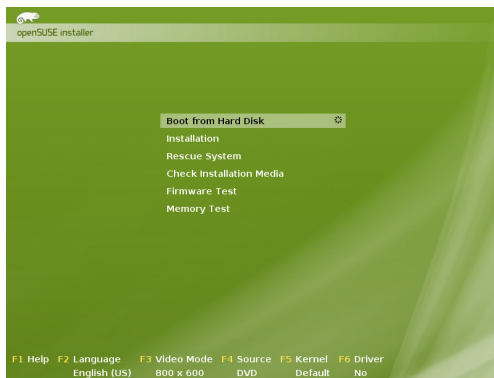 openSUSE installer
Boot from Hard Disk
Installation
Rescue System
Check Installation Media
Firmware Test
Memory Test
F1 Help F2 Language F3 Video Mode F4 Source F5 Kernel F6 Driver
English (US) 800 x 600 DVD Default No